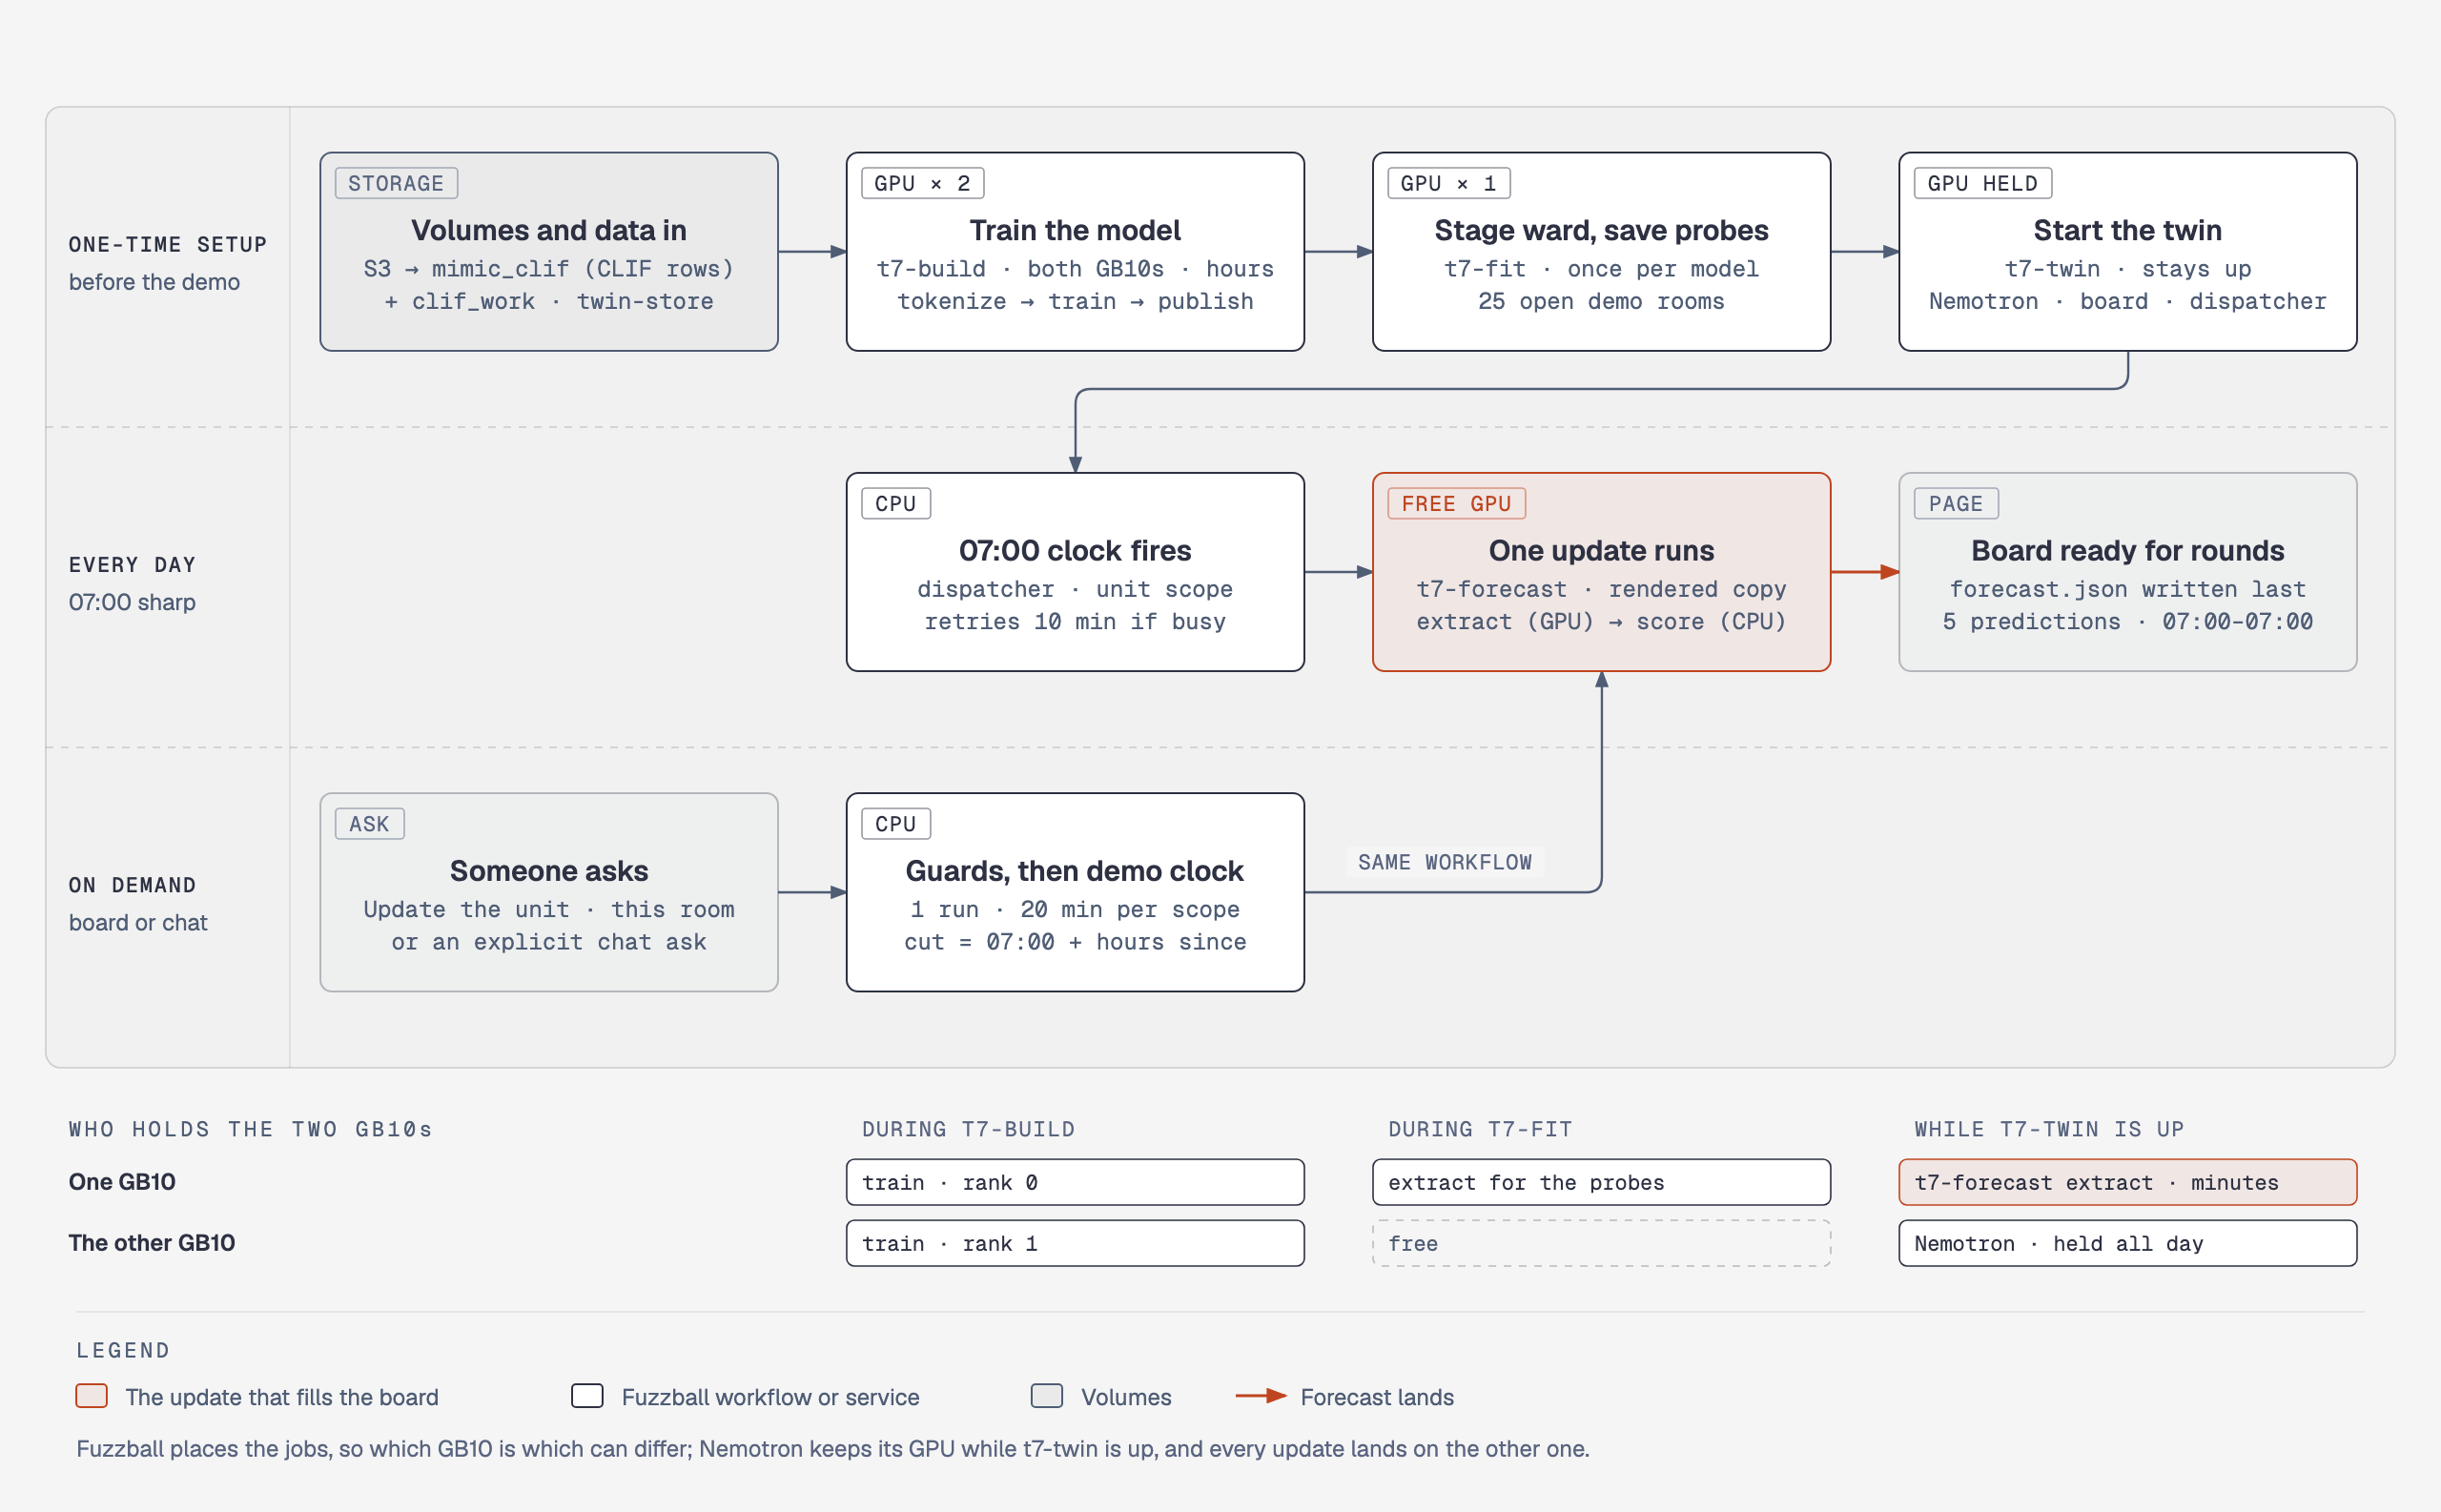 STORAGE
Volumes and data in
S3 → mimic_clif (CLIF rows)
+ clif_work · twin-store
GPU × 2
Train the model
t7-build · both GB10s · hours
tokenize → train → publish
GPU × 1
Stage ward, save probes
t7-fit · once per model
25 open demo rooms
GPU HELD
Start the twin
t7-twin · stays up
Nemotron · board · dispatcher
ONE-TIME SETUP
before the demo
EVERY DAY
07:00 sharp
CPU
07:00 clock fires
dispatcher · unit scope
retries 10 min if busy
FREE GPU
One update runs
t7-forecast · rendered copy
extract (GPU) → score (CPU)
PAGE
Board ready for rounds
forecast.json written last
5 predictions · 07:00–07:00
ON DEMAND
board or chat
ASK
Someone asks
Update the unit · this room
or an explicit chat ask
CPU
Guards, then demo clock
1 run · 20 min per scope
cut = 07:00 + hours since
SAME WORKFLOW
WHO HOLDS THE TWO GB10s
DURING T7-BUILD
DURING T7-FIT
WHILE T7-TWIN IS UP
One GB10
train · rank 0
extract for the probes
t7-forecast extract · minutes
The other GB10
train · rank 1
free
Nemotron · held all day
LEGEND
The update that fills the board
Fuzzball workflow or service
Volumes
Forecast lands
Fuzzball places the jobs, so which GB10 is which can differ; Nemotron keeps its GPU while t7-twin is up, and every update lands on the other one.